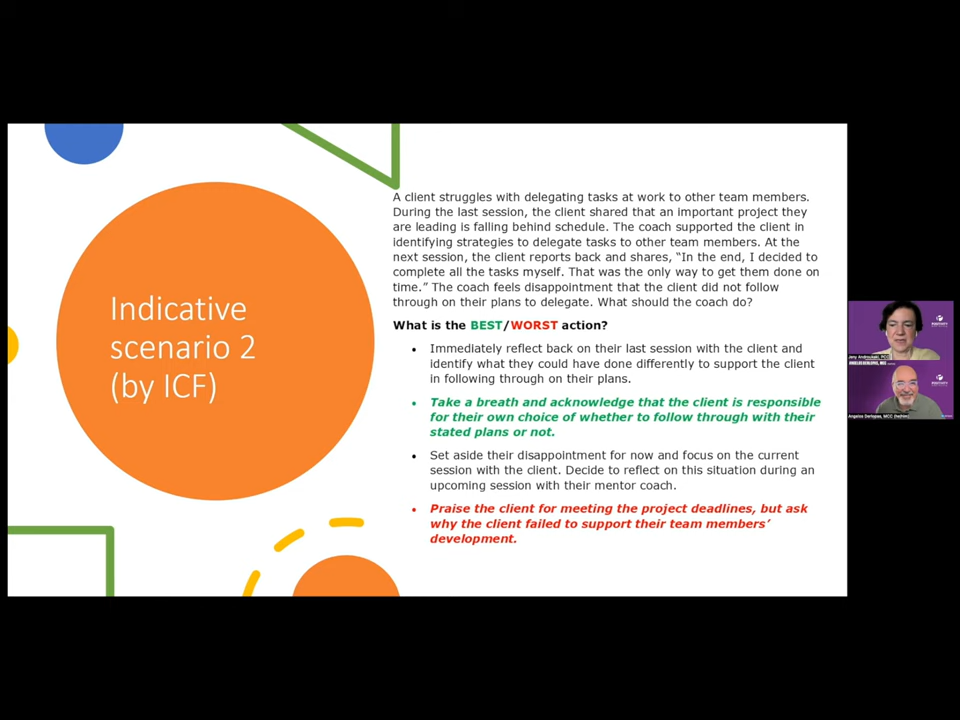 Indicative
scenario 2
(by ICF)
A client struggles with delegating tasks at work to other team members.
During the last session, the client shared that an important project they
are leading is falling behind schedule. The coach supported the client in
identifying strategies to delegate tasks to other team members. At the
next session, the client reports back and shares, “In the end, I decided to
complete all the tasks myself. That was the only way to get them done on
time.” The coach feels disappointment that the client did not follow
through on their plans to delegate. What should the coach do?
What is the BEST/WORST action?
• Immediately reflect back on their last session with the client and
identify what they could have done differently to support the client
in following through on their plans.
• Take a breath and acknowledge that the client is responsible
for their own choice of whether to follow through with their
stated plans or not.
• Set aside their disappointment for now and focus on the current
session with the client. Decide to reflect on this situation during an
upcoming session with their mentor coach.
• Praise the client for meeting the project deadlines, but ask
why the client failed to support their team members’
development.